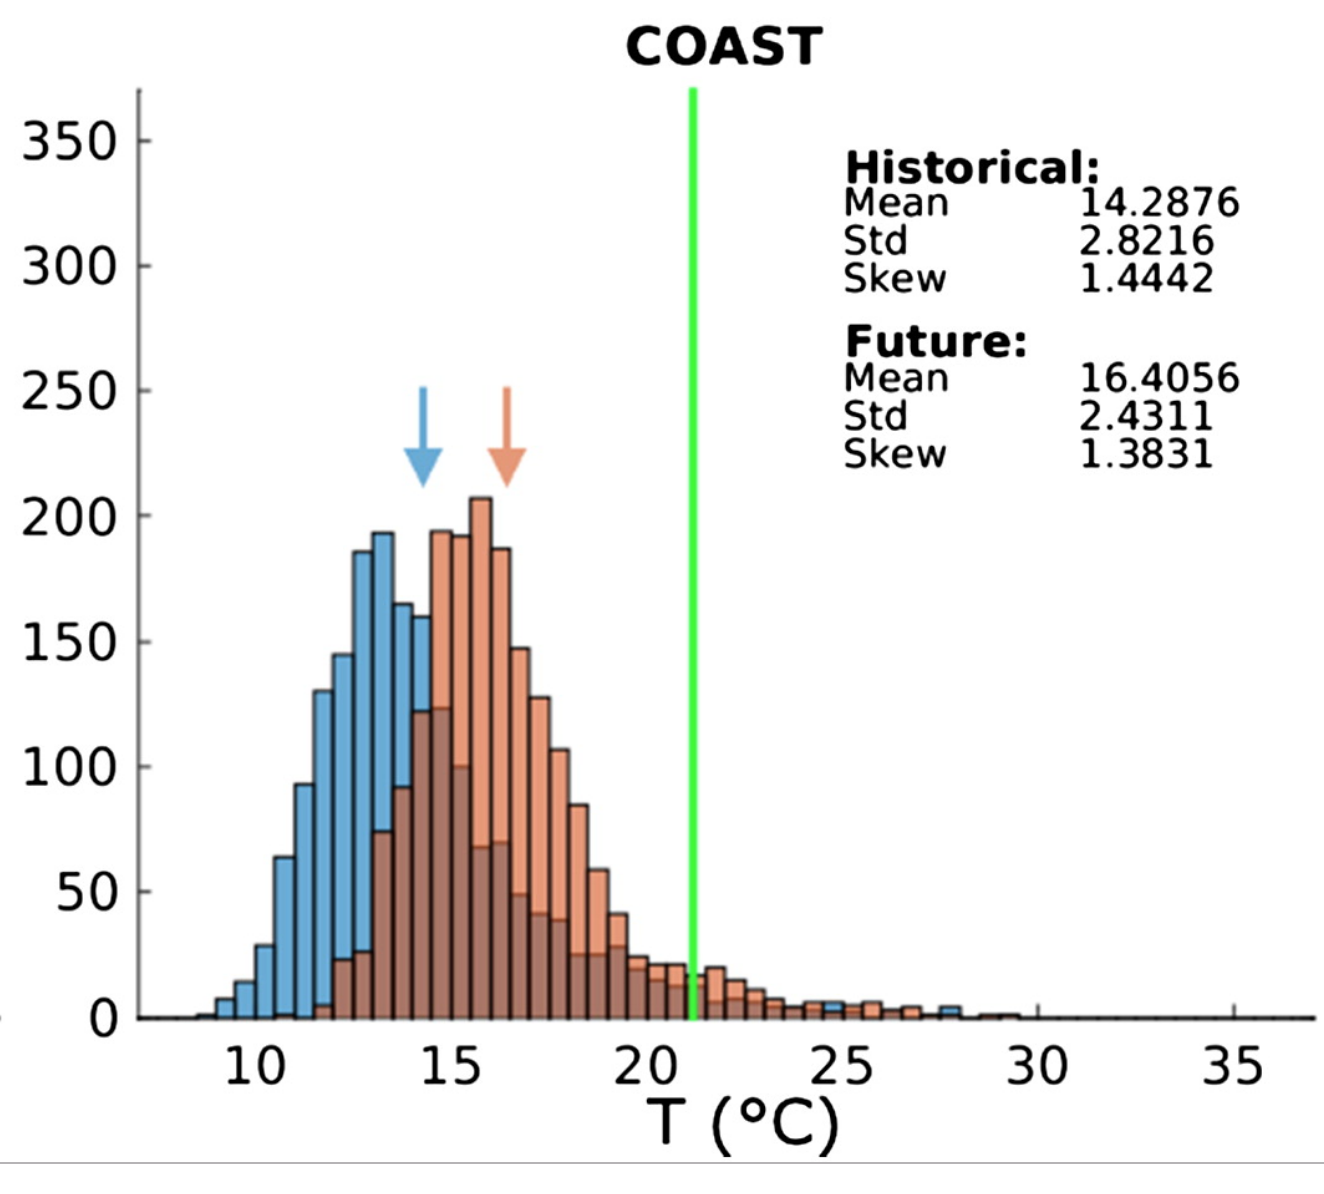 COAST
350
300
250
200
150
100
50
0
Historical:
Mean 14.2876
Std 2.8216
Skew 1.4442
Future:
Mean 16.4056
Std 2.4311
Skew 1.3831
10 15 20 25 30 35
T (°C)